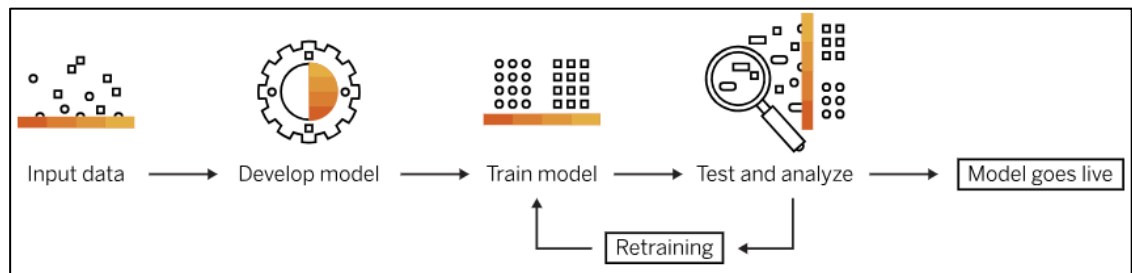 Input data
Develop model
Train model
Test and analyze
Model goes live
Retraining